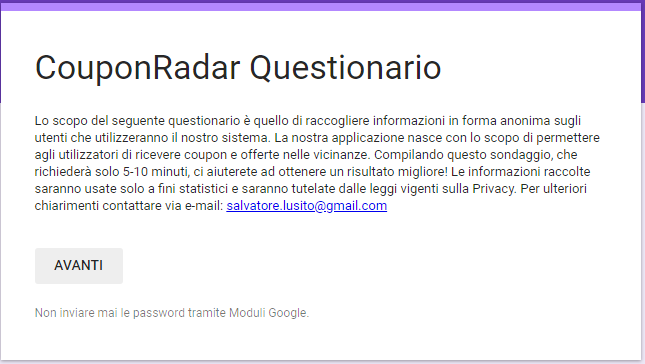 CouponRadar Questionario
Lo scopo del seguente questionario è quello di raccogliere informazioni in forma anonima sugli
utenti che utilizzeranno il nostro sistema. La nostra applicazione nasce con lo scopo di permettere
agli utilizzatori di ricevere coupon e offerte nelle vicinanze. Compilando questo sondaggio, che
richiederà solo 5-10 minuti, ci aiuterete ad ottenere un risultato migliore! Le informazioni raccolte
saranno usate solo a fini statistici e saranno tutelate dalle leggi vigenti sulla Privacy. Per ulteriori
chiarimenti contattare via e-mail: salvatore.lusito@gmail.com
AVANTI
Non inviare mai le password tramite Moduli Google.